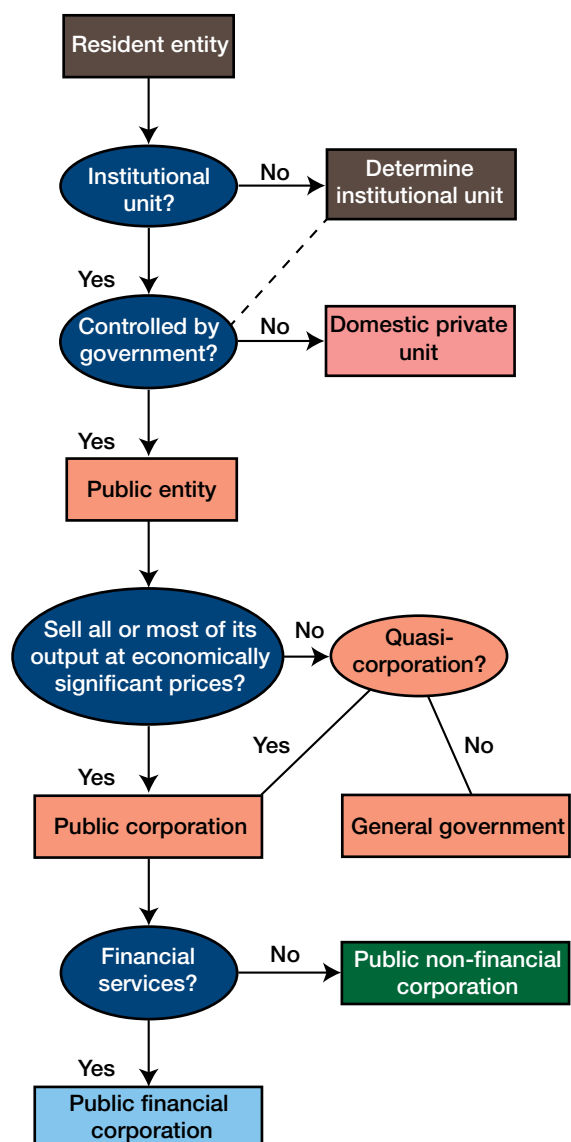 Resident entity
Institutional
unit?
No
Determine
institutional unit
Yes
Controlled by
government?
No
Domestic private
unit
Yes
Public entity
Sell all or most of its
output at economically
significant prices?
No
Quasi-
corporation?
Yes
No
Yes
Public corporation
General government
Financial
services?
No
Public non-financial
corporation
Yes
Public financial
corporation